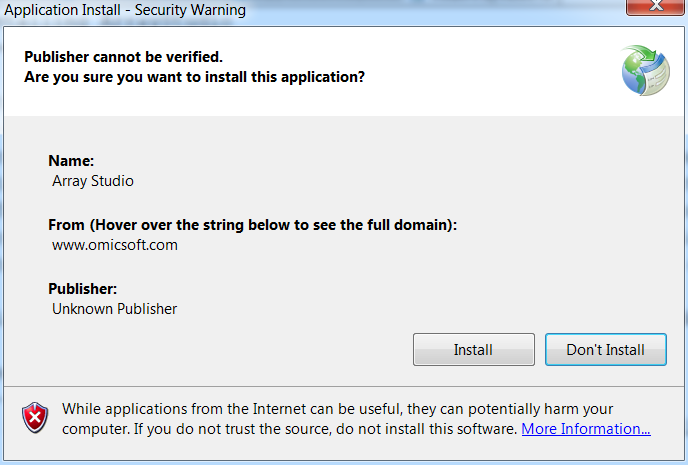 Application Install - Security Warning
Publisher cannot be verified.
Are you sure you want to install this application?
Name:
Array Studio
From (Hover over the string below to see the full domain):
www.omicsoft.com
Publisher:
Unknown Publisher
Install
Don't Install
While applications from the Internet can be useful, they can potentially harm your
computer. If you do not trust the source, do not install this software. More Information...